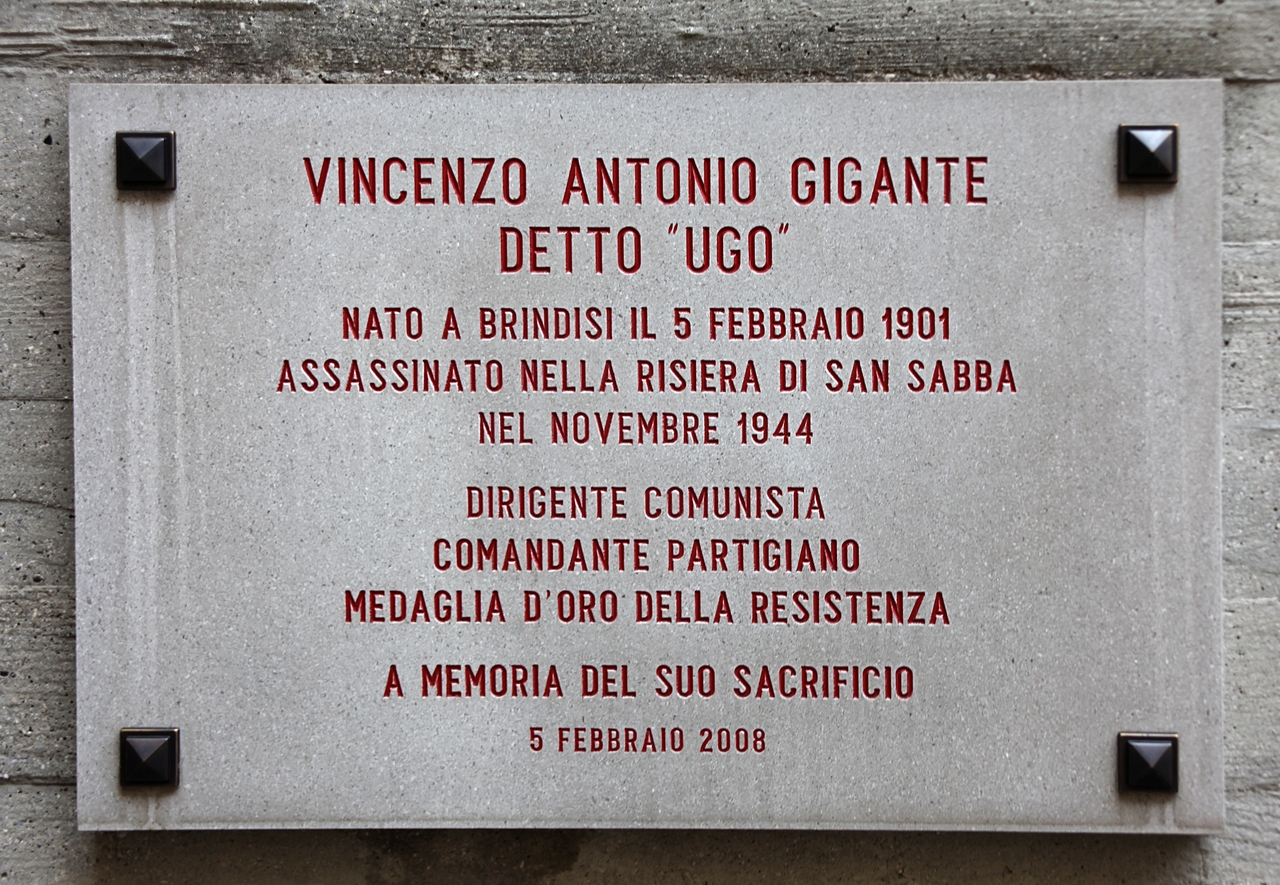 VINCENZO ANTONIO GIGANTE
DETTO "UGO"
NATO A BRINDISI IL 5 FEBBRAIO 1901
ASSASSINATO NELLA RISIERA DI SAN SABBA
NEL NOVEMBRE 1944
DIRIGENTE COMUNISTA
COMANDANTE PARTIGIANO
MEDAGLIA D'ORO DELLA RESISTENZA
A MEMORIA DEL SUO SACRIFICIO
5 FEBBRAIO 2008